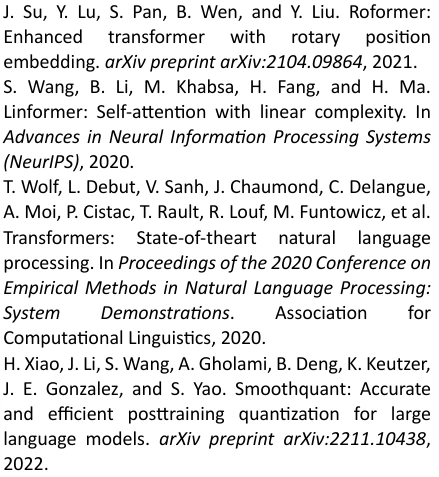 J. Su, Y. Lu, S. Pan, B. Wen, and Y. Liu. Roformer:
Enhanced transformer with rotary position
embedding. arXiv preprint arXiv:2104.09864, 2021.
S. Wang, B. Li, M. Khabsa, H. Fang, and H. Ma.
Linformer: Self-attention with linear complexity. In
Advances in Neural Information Processing Systems
(NeurIPS), 2020.
T. Wolf, L. Debut, V. Sanh, J. Chaumond, C. Delangue,
A. Moi, P. Cistac, T. Rault, R. Louf, M. Funtowicz, et al.
Transformers: State-of-theart natural language
processing. In Proceedings of the 2020 Conference on
Empirical Methods in Natural Language Processing:
System Demonstrations. Association for
Computational Linguistics, 2020.
H. Xiao, J. Li, S. Wang, A. Gholami, B. Deng, K. Keutzer,
J. E. Gonzalez, and S. Yao. Smoothquant: Accurate
and efficient posttraining quantization for large
language models. arXiv preprint arXiv:2211.10438,
2022.